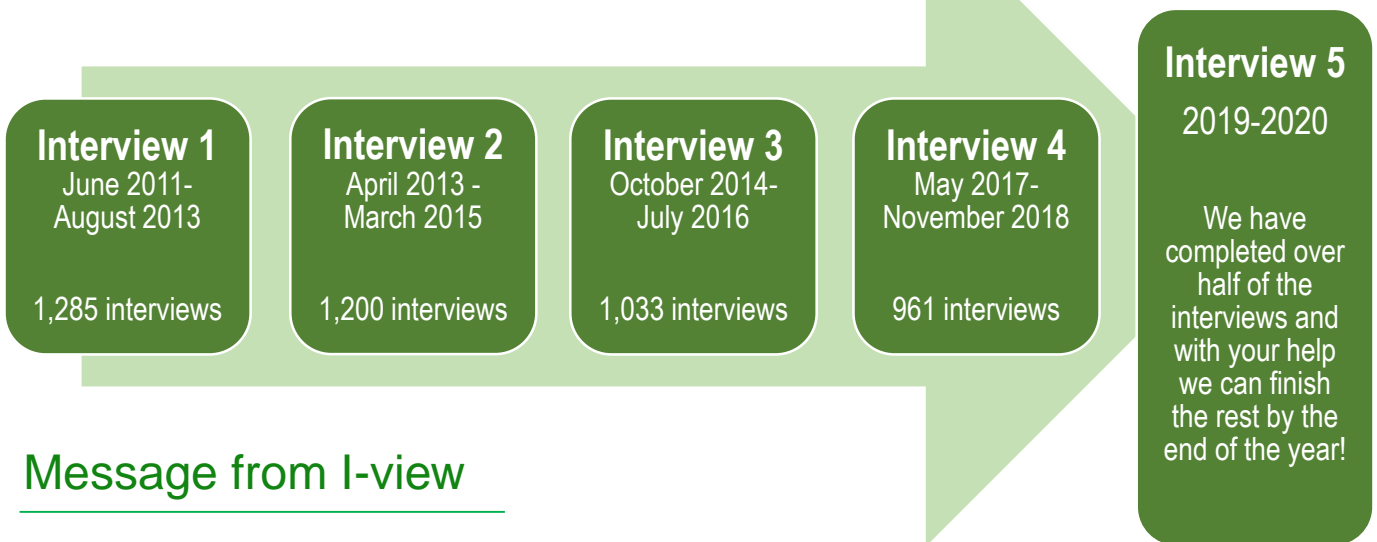 Interview 1
June 2011-
August 2013
1,285 interviews
Interview 2
April 2013 -
March 2015
1,200 interviews
Interview 3
October 2014-
July 2016
1,033 interviews
Interview 4
May 2017-
November 2018
961 interviews
Interview 5
2019-2020
We have
completed over
half of the
interviews and
with your help
we can finish
the rest by the
end of the year!
Message from I-view